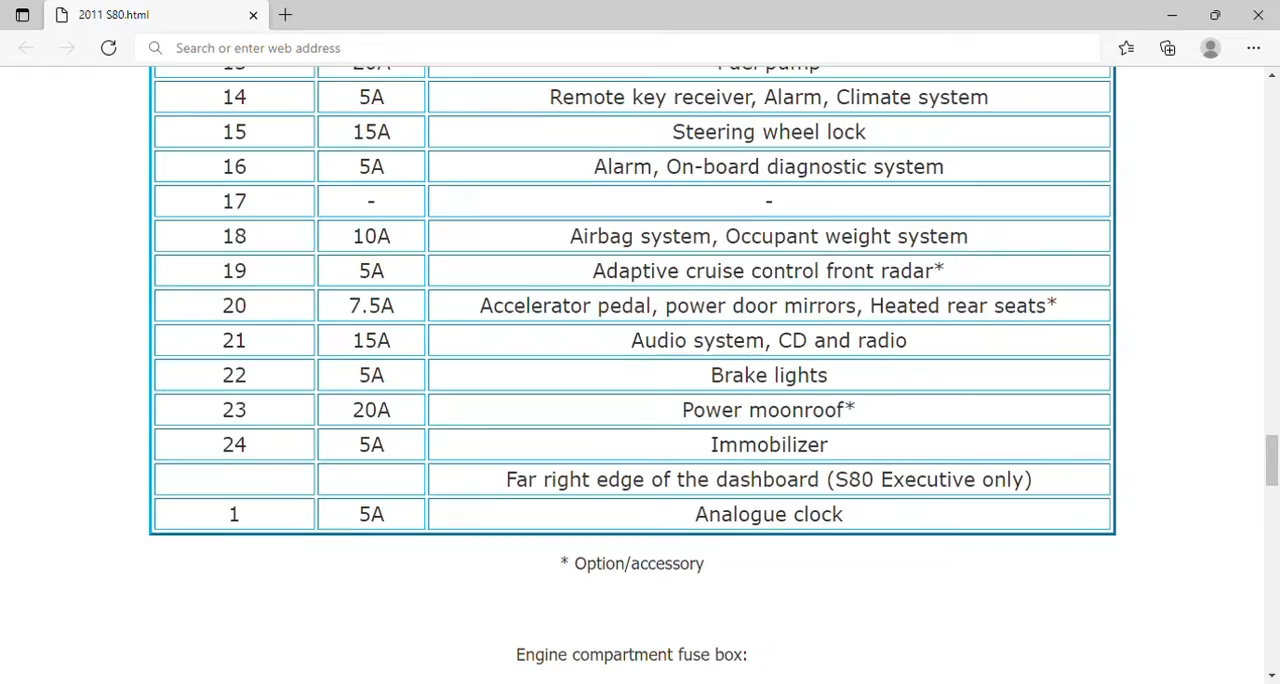 2011 S80.html
Search or enter web address
13 20A Fuel pump
14 5A Remote key receiver, Alarm, Climate system
15 15A Steering wheel lock
16 5A Alarm, On-board diagnostic system
17 - -
18 10A Airbag system, Occupant weight system
19 5A Adaptive cruise control front radar*
20 7.5A Accelerator pedal, power door mirrors, Heated rear seats*
21 15A Audio system, CD and radio
22 5A Brake lights
23 20A Power moonroof*
24 5A Immobilizer
Far right edge of the dashboard (S80 Executive only)
1 5A Analogue clock
* Option/accessory
Engine compartment fuse box: